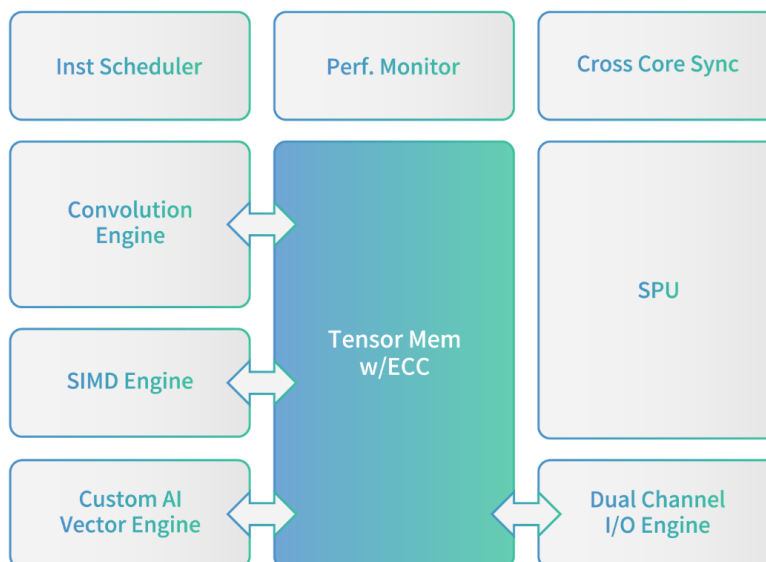 Inst Scheduler
Perf. Monitor
Cross Core Sync
Convolution
Engine
SPU
Tensor Mem
w/ECC
SIMD Engine
Custom AI
Vector Engine
Dual Channel
I/O Engine